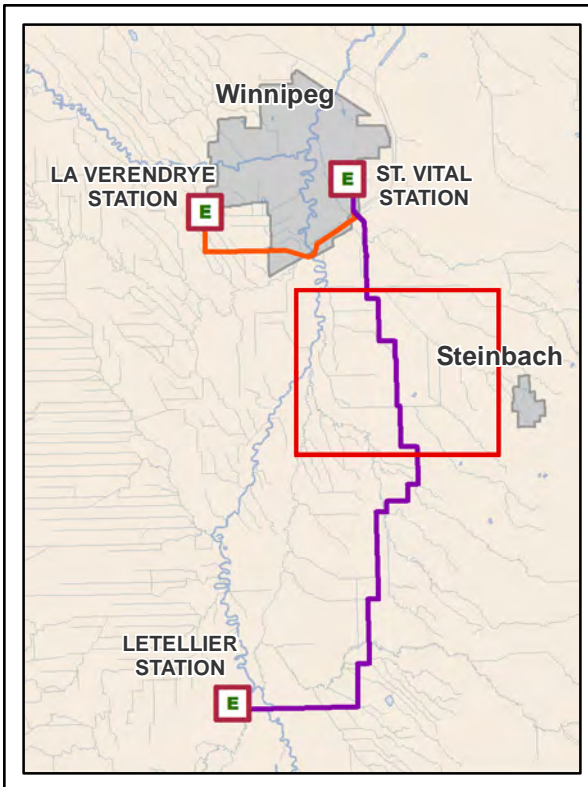 Winnipeg
LA VERENDRYE
STATION
E
E
ST. VITAL
STATION
Steinbach
LETELLIER
STATION
E